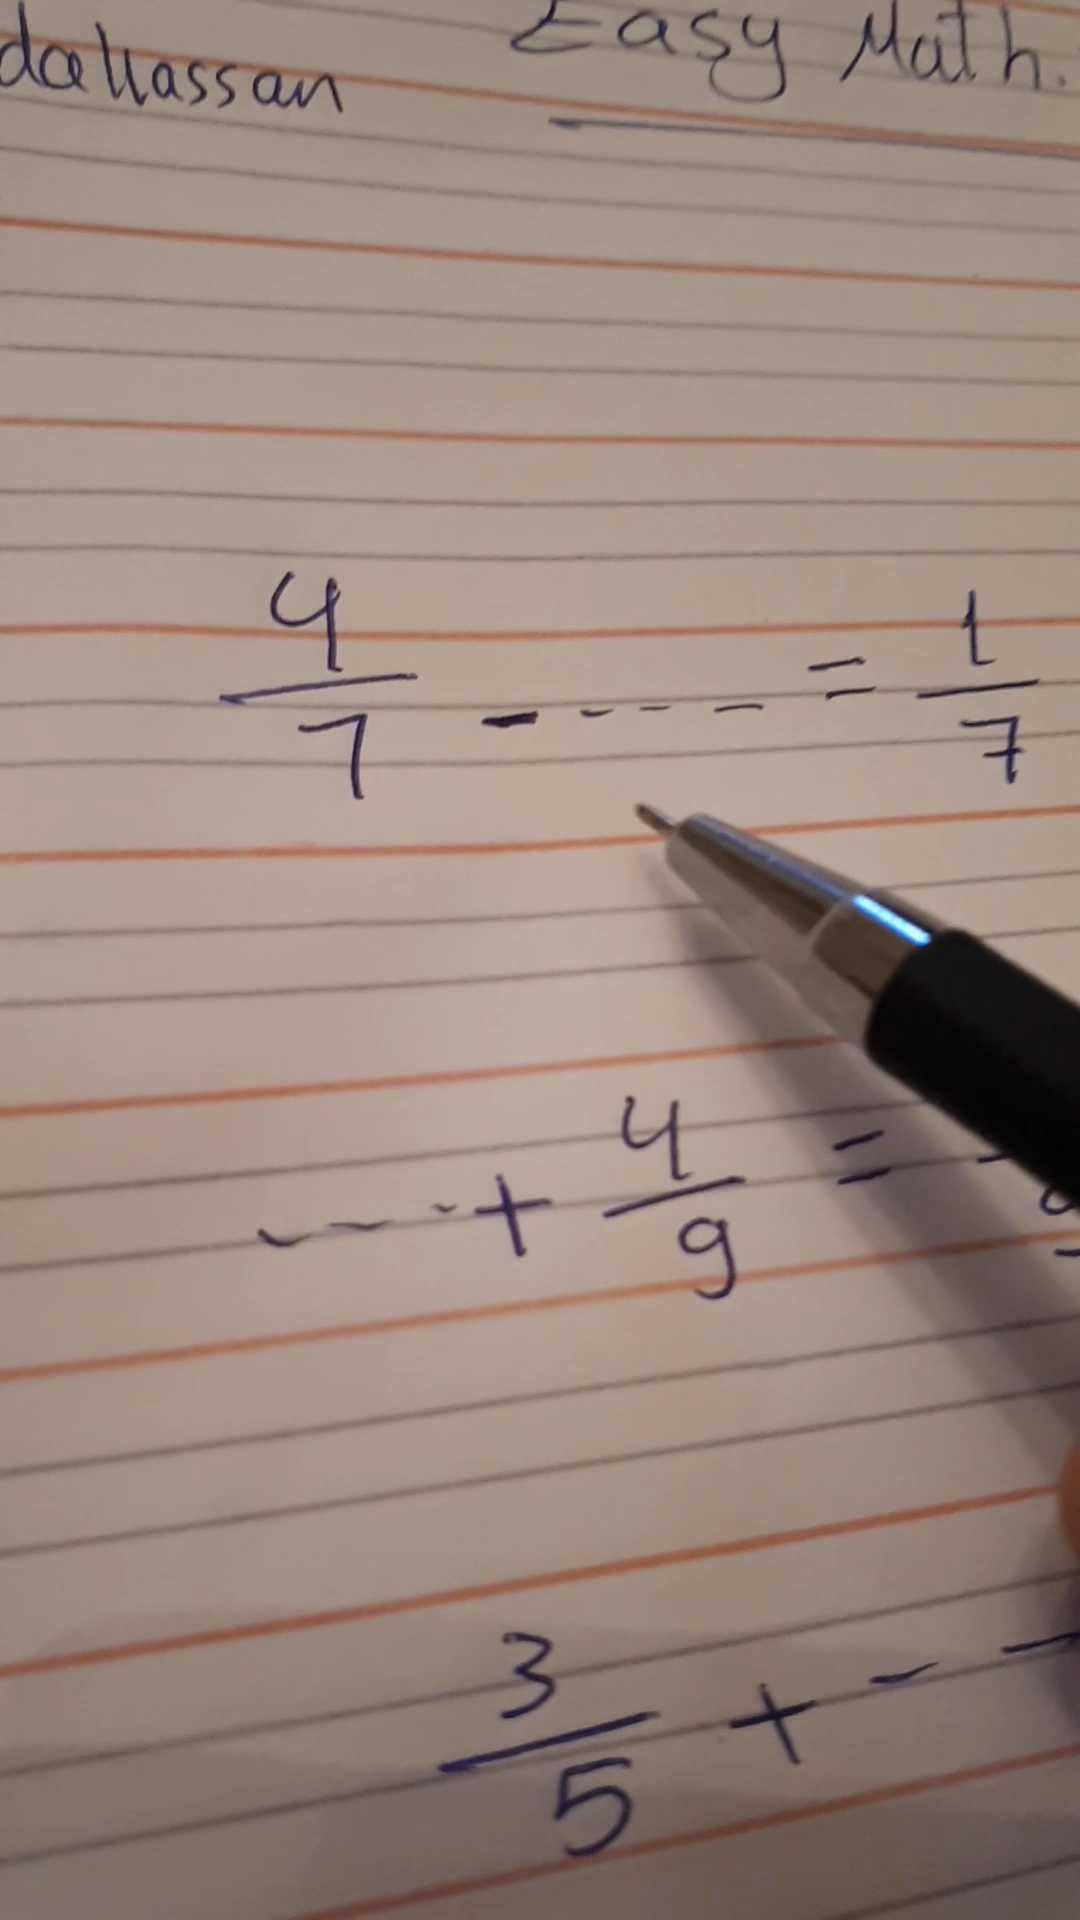 Easy Math.
dallassan
4/7 - ---- = 1/7
---- + 4/9 =
3/5 + --